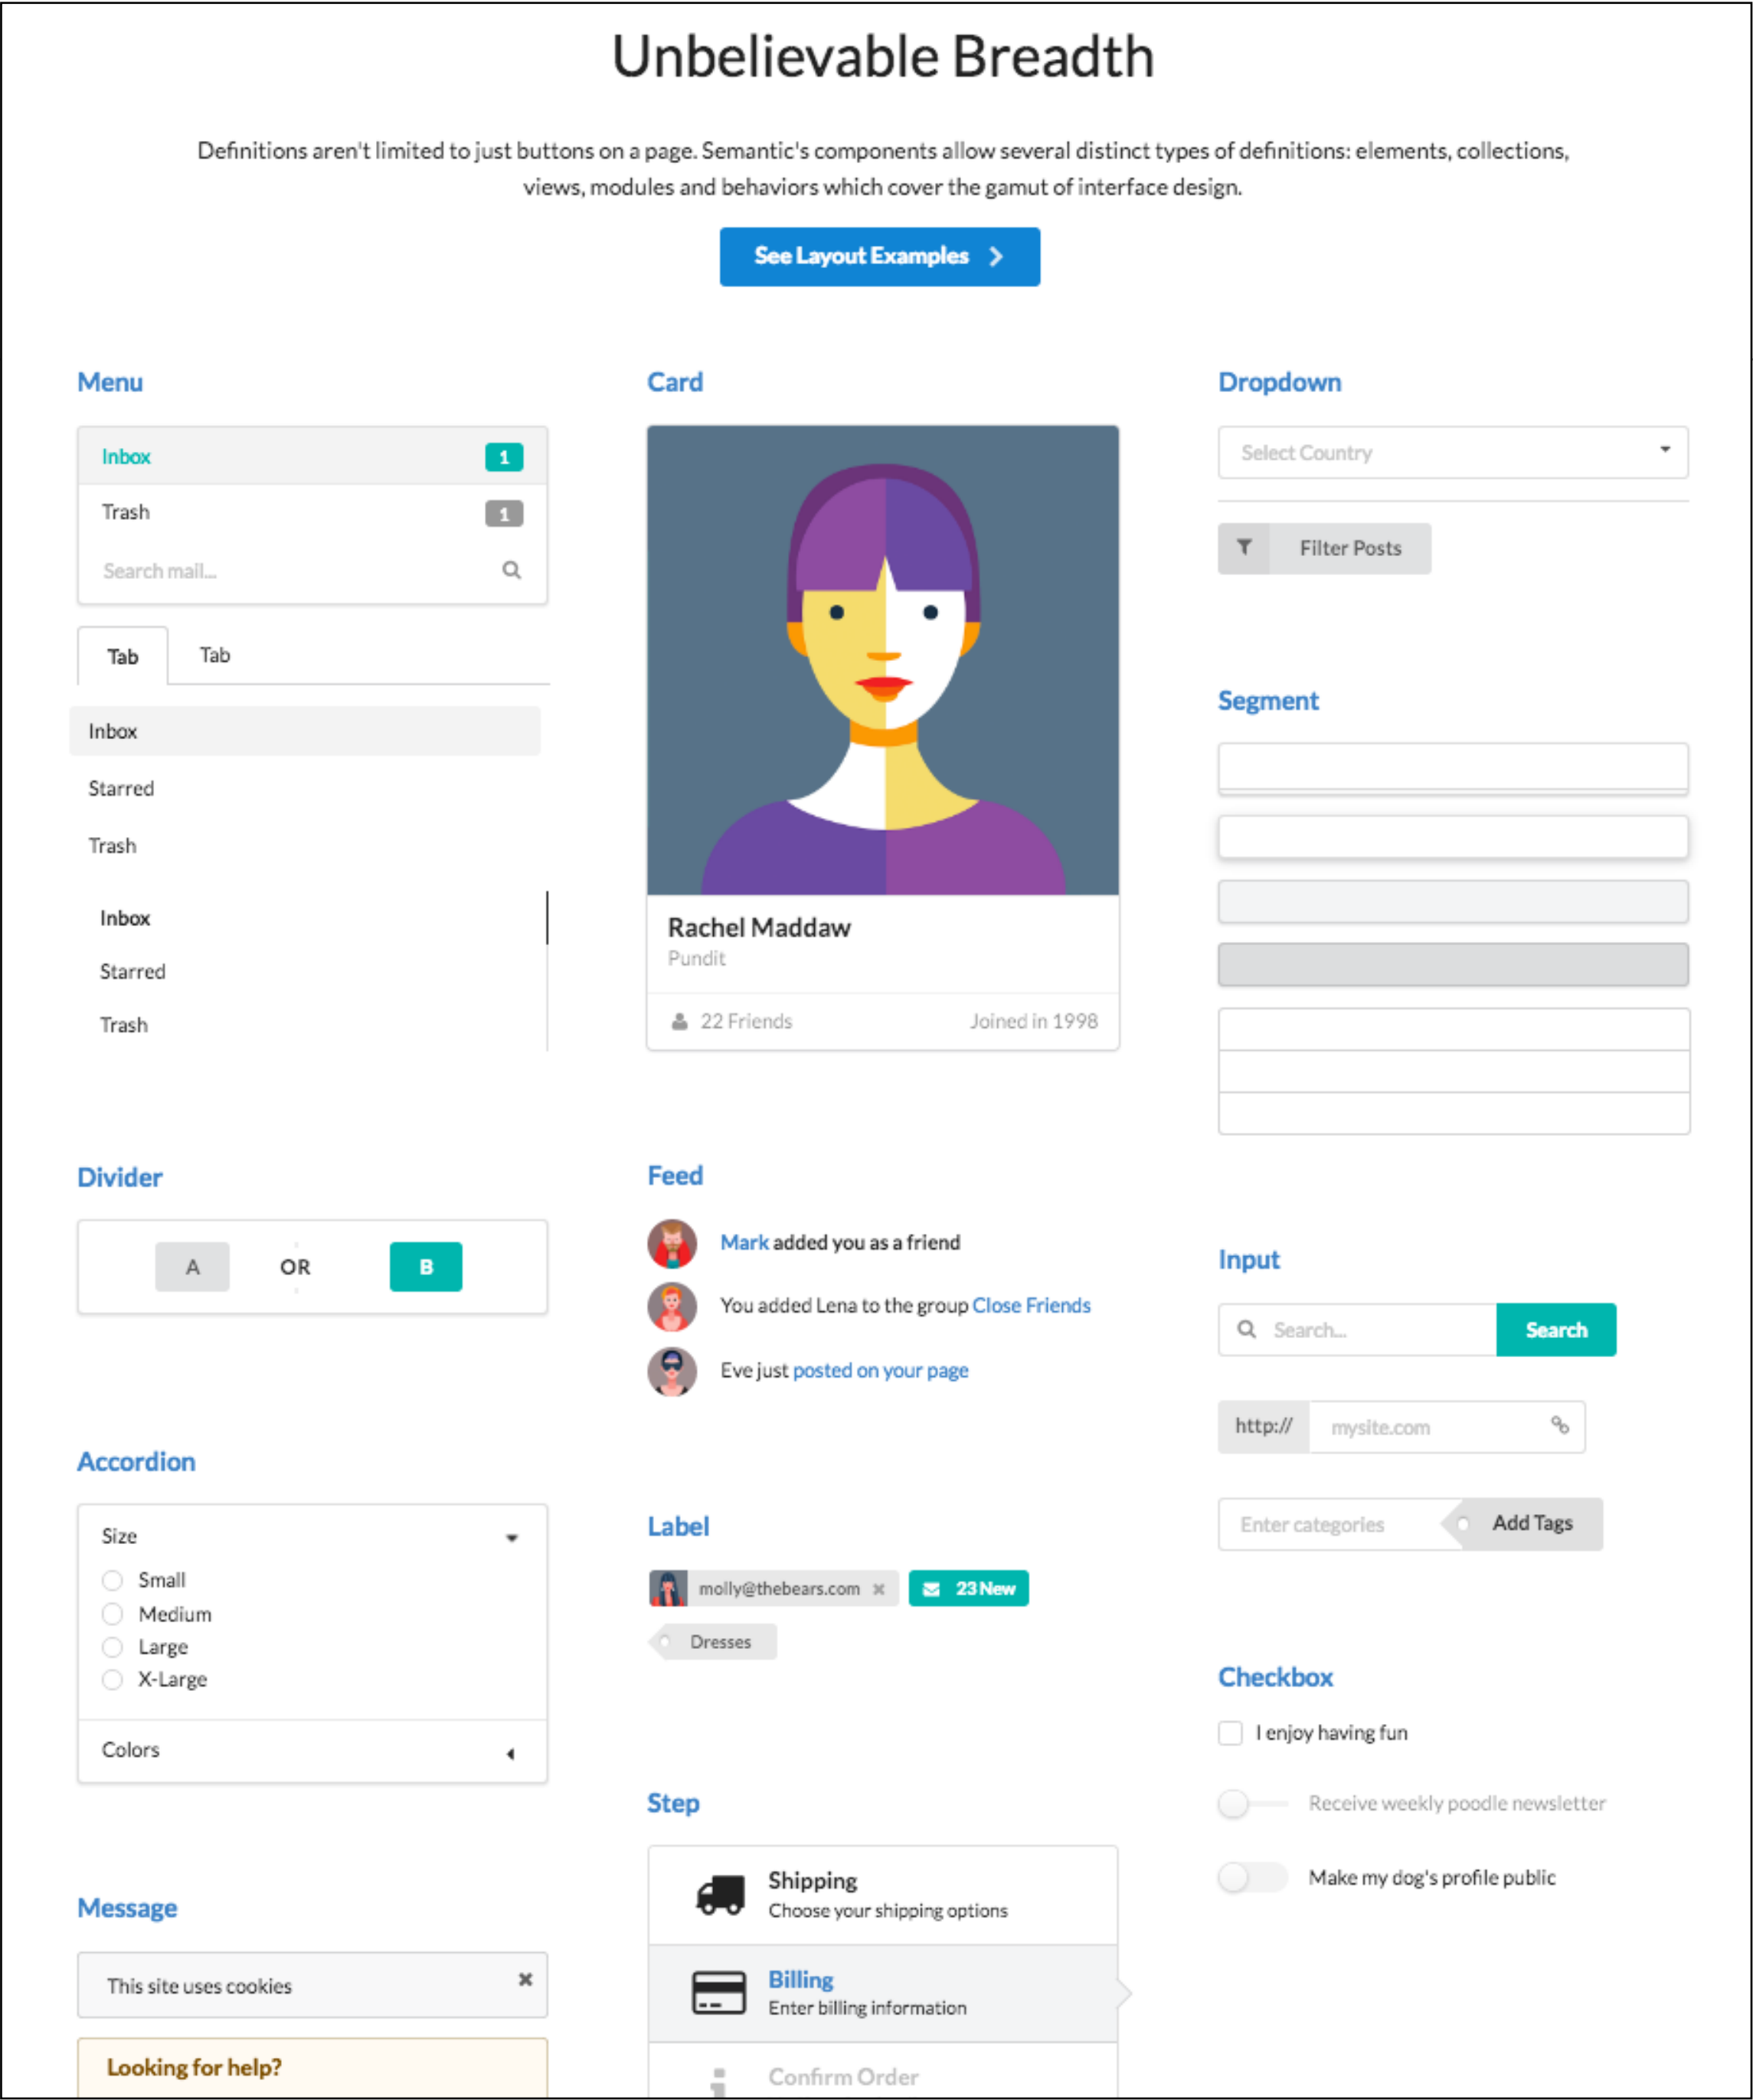 Unbelievable Breadth
Definitions aren't limited to just buttons on a page. Semantic's components allow several distinct types of definitions: elements, collections,
views, modules and behaviors which cover the gamut of interface design.
See Layout Examples
Menu
Inbox 1
Trash 1
Search mail...
Tab Tab
Inbox
Starred
Trash
Inbox
Starred
Trash
Divider
A OR B
Accordion
Size
Small
Medium
Large
X-Large
Colors
Message
This site uses cookies
Looking for help?
Card
Rachel Maddaw
Pundit
22 Friends Joined in 1998
Feed
Mark added you as a friend
You added Lena to the group Close Friends
Eve just posted on your page
Label
molly@thebears.com 23 New
Dresses
Step
Shipping
Choose your shipping options
Billing
Enter billing information
Confirm Order
Dropdown
Select Country
Filter Posts
Segment
Input
Search... Search
http:// mysite.com
Enter categories Add Tags
Checkbox
I enjoy having fun
Receive weekly poodle newsletter
Make my dog's profile public